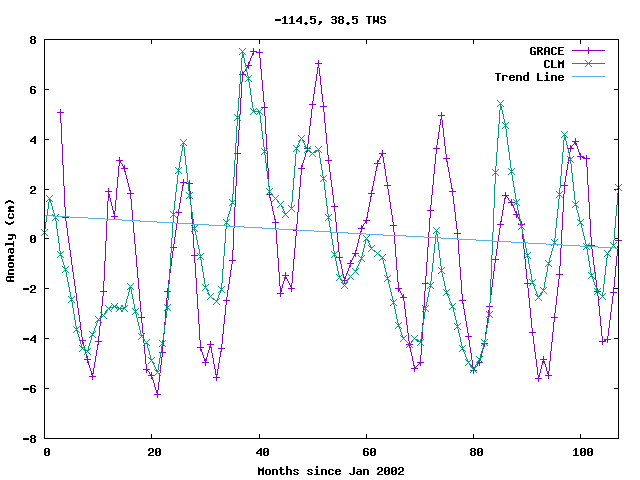 -114.5, 38.5 TWS
GRACE
CLM
Trend Line
8
6
4
2
0
-2
-4
-6
-8
Anomaly (cm)
0 20 40 60 80 100
Months since Jan 2002